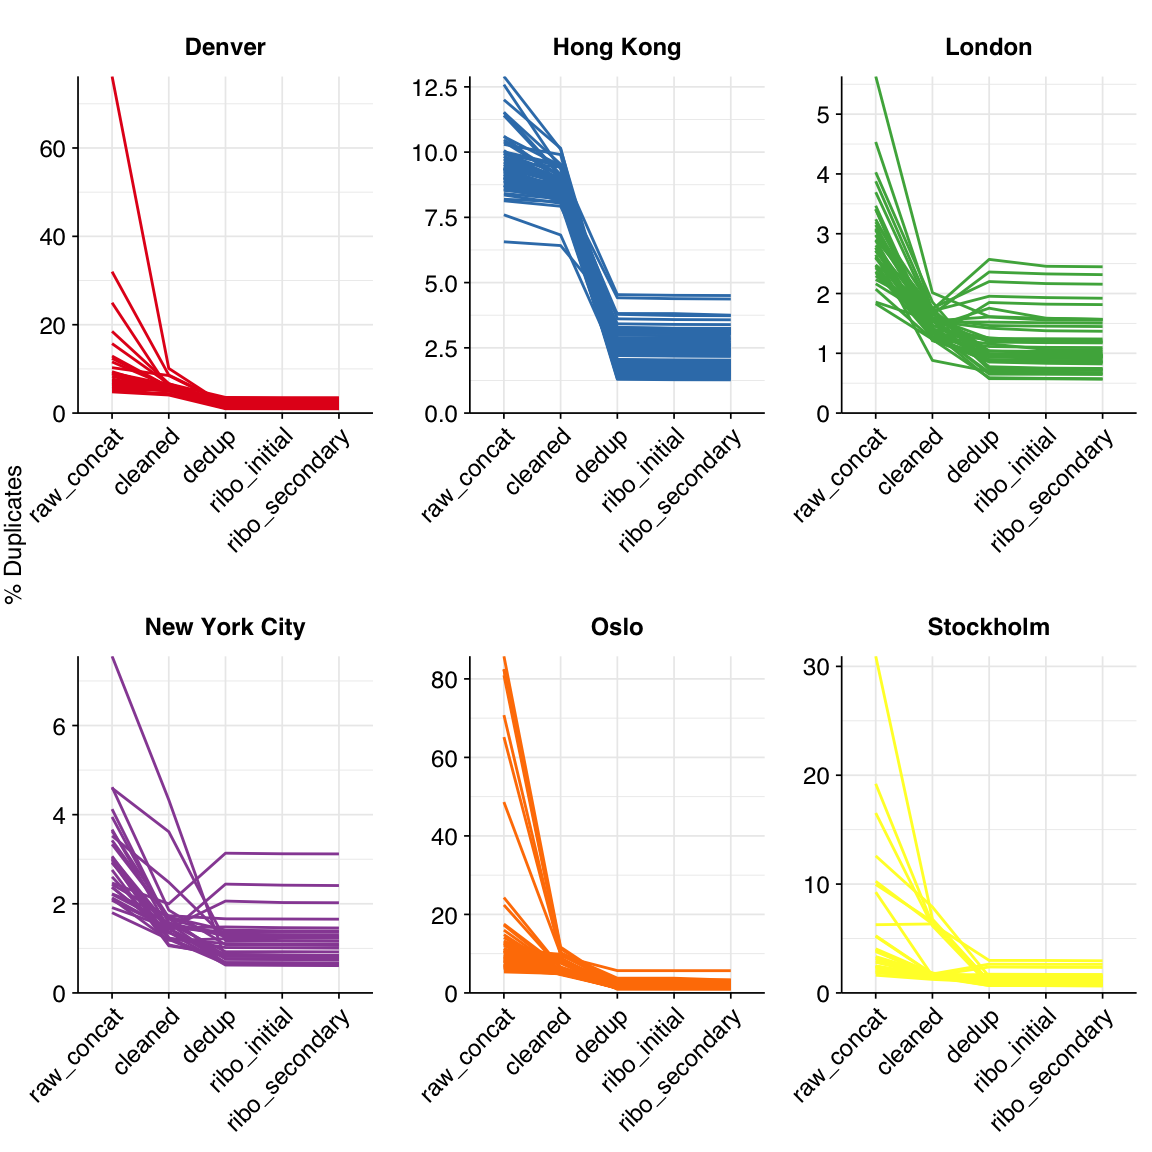 Denver
Hong Kong
London
60
40
20
0
12.5
10.0
7.5
5.0
2.5
0.0
5
4
3
2
1
0
raw_concat
cleaned
dedup
ribo_initial
ribo_secondary
raw_concat
cleaned
dedup
ribo_initial
ribo_secondary
raw_concat
cleaned
dedup
ribo_initial
ribo_secondary
% Duplicates
New York City
Oslo
Stockholm
6
4
2
0
80
60
40
20
0
30
20
10
0
raw_concat
cleaned
dedup
ribo_initial
ribo_secondary
raw_concat
cleaned
dedup
ribo_initial
ribo_secondary
raw_concat
cleaned
dedup
ribo_initial
ribo_secondary